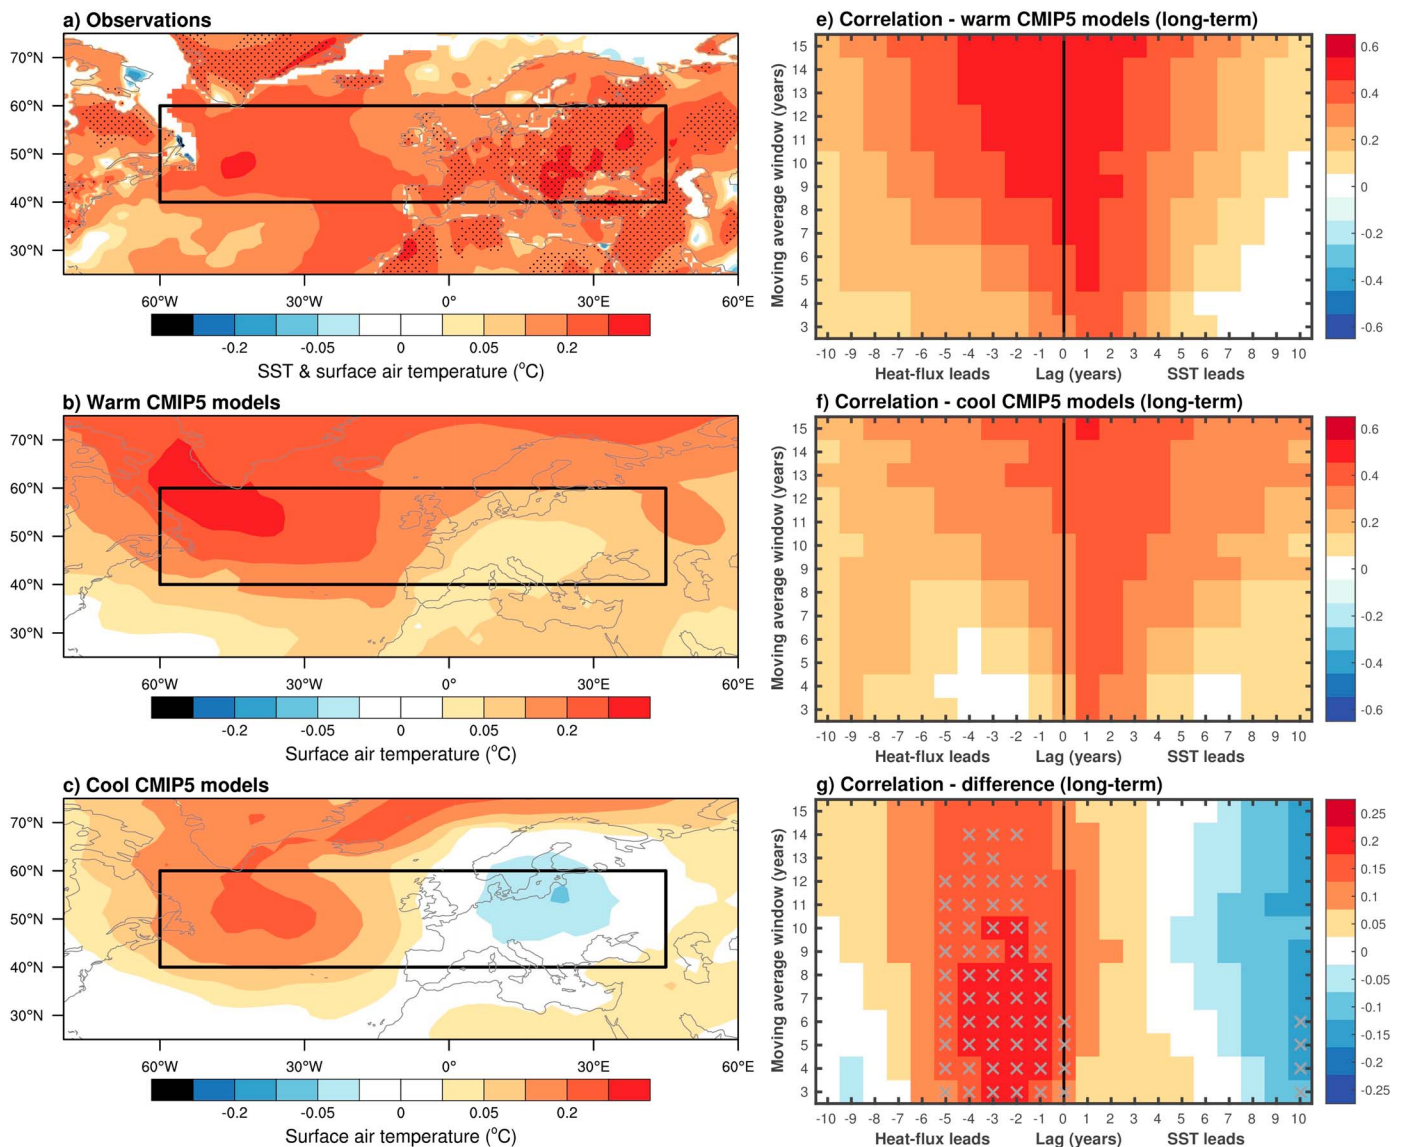 a) Observations
70°N
60°N
50°N
40°N
30°N
60°W 30°W 0° 30°E 60°E
-0.2 -0.05 0 0.05 0.2
SST & surface air temperature (°C)
b) Warm CMIP5 models
70°N
60°N
50°N
40°N
30°N
60°W 30°W 0° 30°E 60°E
-0.2 -0.05 0 0.05 0.2
Surface air temperature (°C)
c) Cool CMIP5 models
70°N
60°N
50°N
40°N
30°N
60°W 30°W 0° 30°E 60°E
-0.2 -0.05 0 0.05 0.2
Surface air temperature (°C)
e) Correlation - warm CMIP5 models (long-term)
Moving average window (years)
15
14
13
12
11
10
9
8
7
6
5
4
3
-10 -9 -8 -7 -6 -5 -4 -3 -2 -1 0 1 2 3 4 5 6 7 8 9 10
Heat-flux leads Lag (years) SST leads
0.6
0.4
0.2
0
-0.2
-0.4
-0.6
f) Correlation - cool CMIP5 models (long-term)
Moving average window (years)
15
14
13
12
11
10
9
8
7
6
5
4
3
-10 -9 -8 -7 -6 -5 -4 -3 -2 -1 0 1 2 3 4 5 6 7 8 9 10
Heat-flux leads Lag (years) SST leads
0.6
0.4
0.2
0
-0.2
-0.4
-0.6
g) Correlation - difference (long-term)
Moving average window (years)
15
14
13
12
11
10
9
8
7
6
5
4
3
-10 -9 -8 -7 -6 -5 -4 -3 -2 -1 0 1 2 3 4 5 6 7 8 9 10
Heat-flux leads Lag (years) SST leads
0.25
0.2
0.15
0.1
0.05
0
-0.05
-0.1
-0.15
-0.2
-0.25